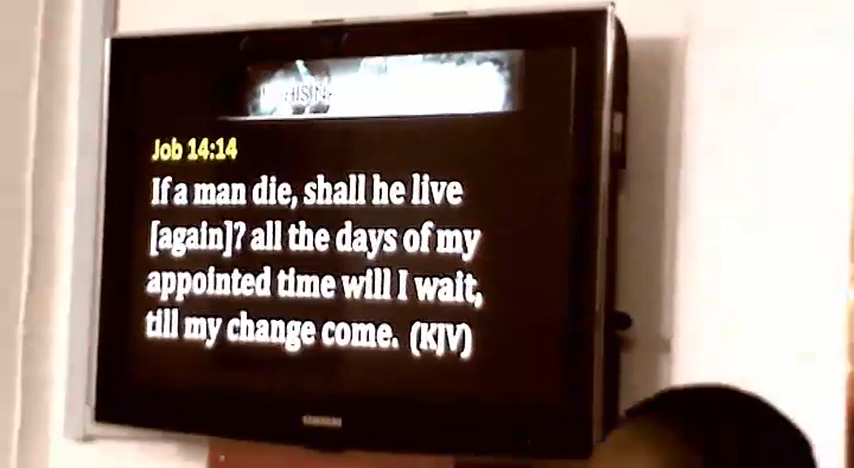 Job 14:14
If a man die, shall he live
[again]? all the days of my
appointed time will I wait,
till my change come. (KJV)
SAMSUNG